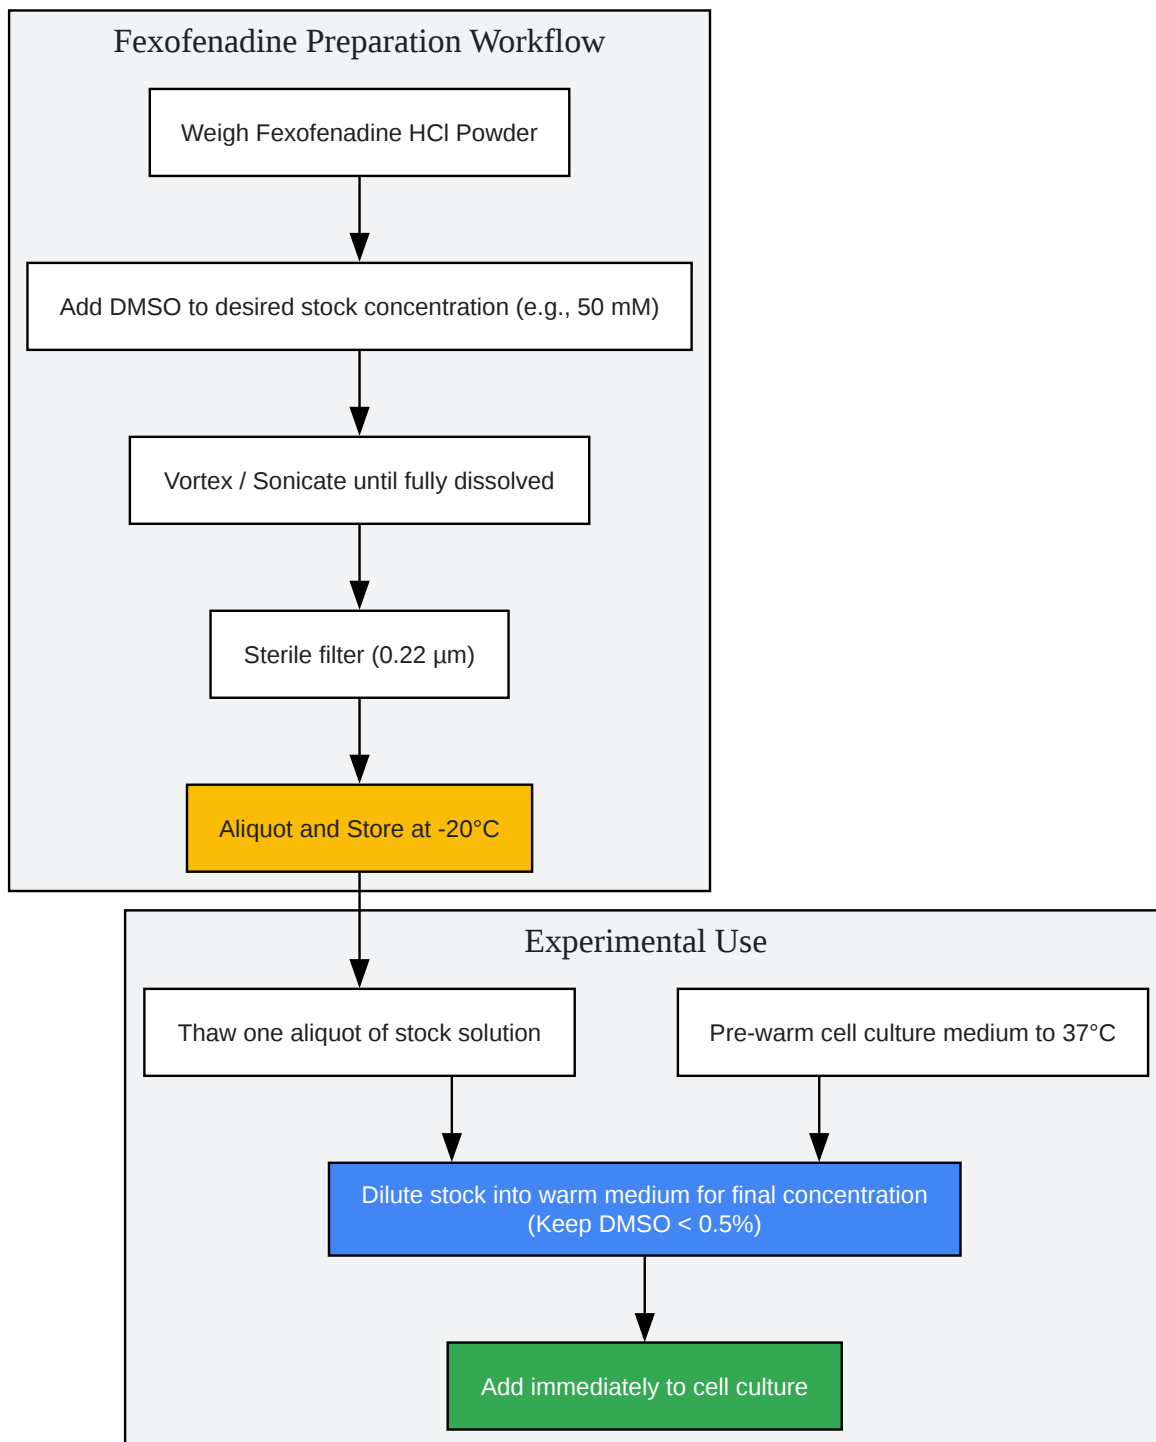 Fexofenadine Preparation Workflow
Weigh Fexofenadine HCl Powder
Add DMSO to desired stock concentration (e.g., 50 mM)
Vortex / Sonicate until fully dissolved
Sterile filter (0.22 µm)
Aliquot and Store at -20°C
Experimental Use
Thaw one aliquot of stock solution
Pre-warm cell culture medium to 37°C
Dilute stock into warm medium for final concentration
(Keep DMSO < 0.5%)
Add immediately to cell culture